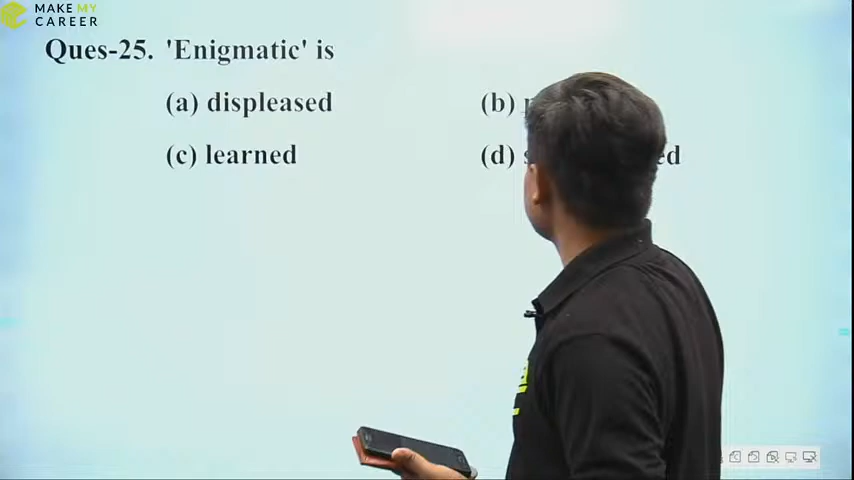 MAKE MY
CAREER
Ques-25. 'Enigmatic' is
(a) displeased
(b)
(c) learned
(d)